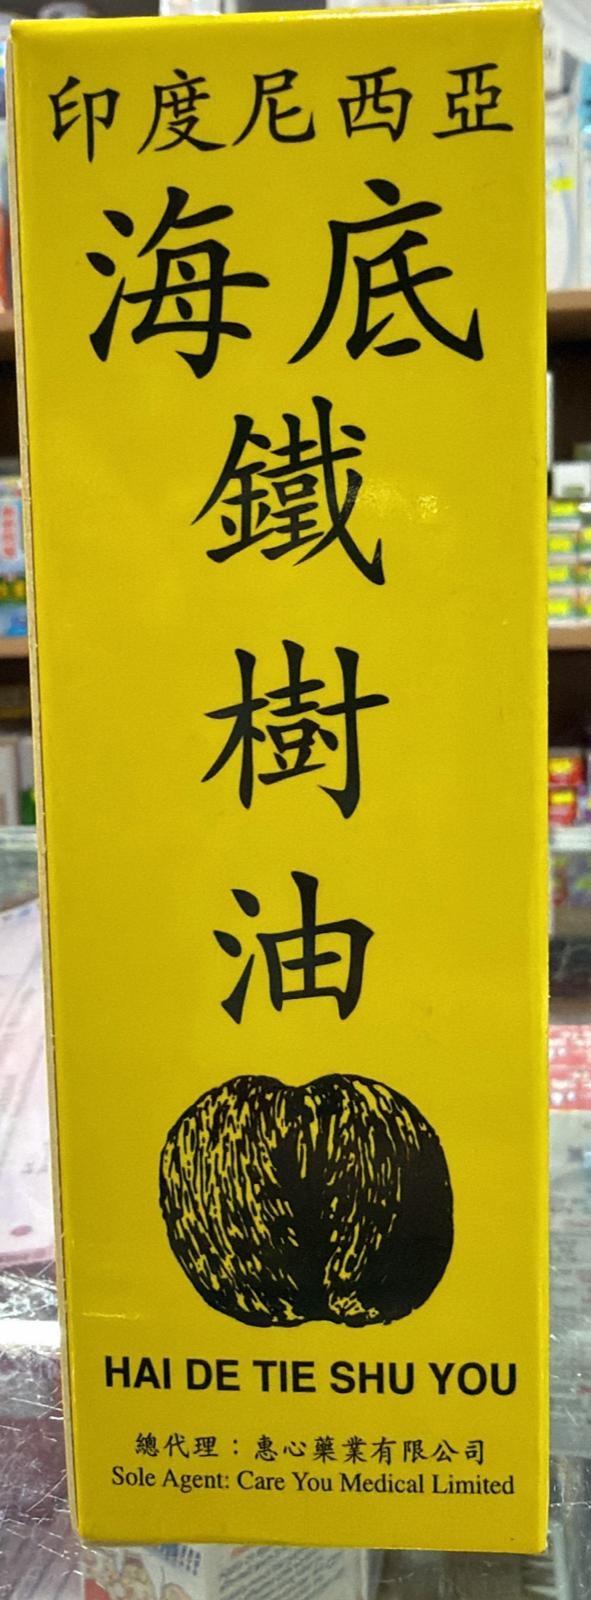 印度尼西亞
海底
鐵
樹
油
HAI DE TIE SHU YOU
總代理：惠心藥業有限公司
Sole Agent: Care You Medical Limited